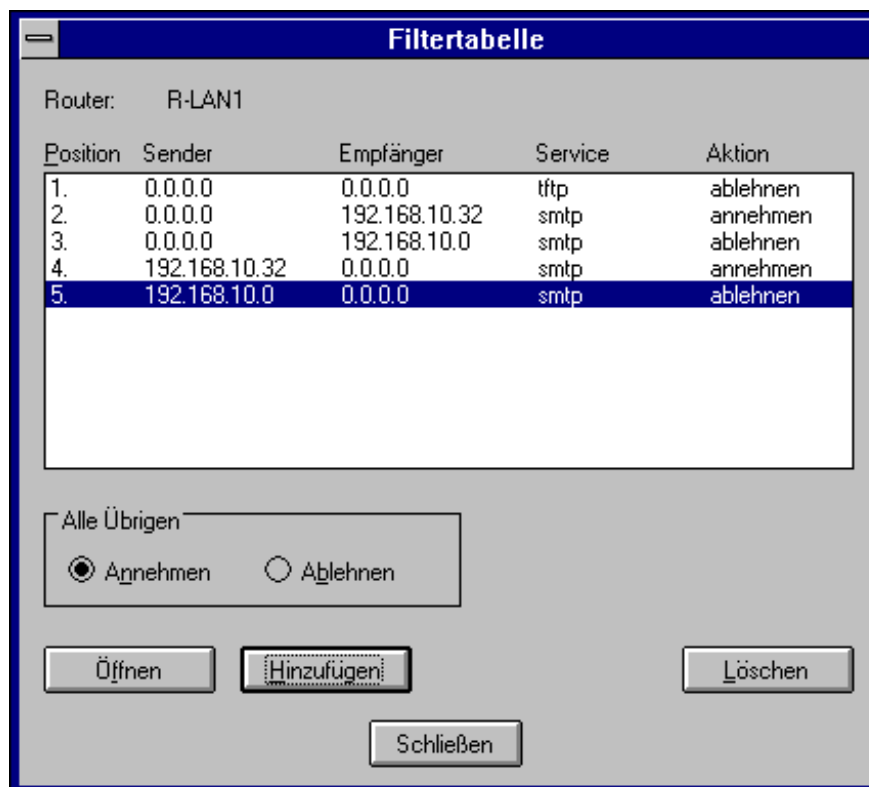 Filtertabelle
Router: R-LAN1
Position Sender Empfänger Service Aktion
1. 0.0.0.0 0.0.0.0 tftp ablehnen
2. 0.0.0.0 192.168.10.32 smtp annehmen
3. 0.0.0.0 192.168.10.0 smtp ablehnen
4. 192.168.10.32 0.0.0.0 smtp annehmen
5. 192.168.10.0 0.0.0.0 smtp ablehnen
Alle Übrigen
Annehmen Ablehnen
Öffnen Hinzufügen Löschen
Schließen